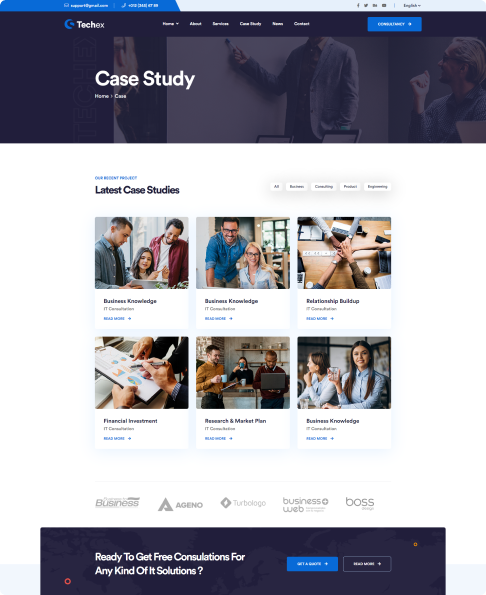 support@gmail.com
+019 (365) 67 89
English
Techex
Home
About
Services
Case Study
News
Contact
CONSULTANCY
Case Study
Home
Case
OUR RECENT PROJECT
Latest Case Studies
All
Business
Consulting
Product
Engineering
Business Knowledge
IT Consultation
READ MORE
Business Knowledge
IT Consultation
READ MORE
Relationship Buildup
IT Consultation
READ MORE
Financial Investment
IT Consultation
READ MORE
Research & Market Plan
IT Consultation
READ MORE
Business Knowledge
IT Consultation
READ MORE
Business
AGENO
Turbologo
business
web
boss
design
Ready To Get Free Consulations For
Any Kind Of It Solutions ?
GET A QUOTE
READ MORE